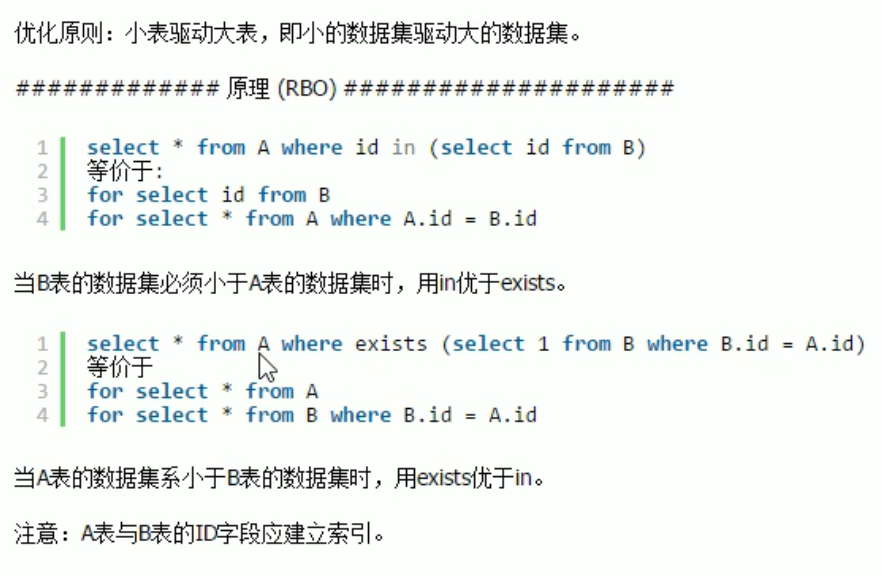 优化原则：小表驱动大表，即小的数据集驱动大的数据集。
############# 原理 (RBO) #####################
1 select * from A where id in (select id from B)
2 等价于:
3 for select id from B
4 for select * from A where A.id = B.id
当B表的数据集必须小于A表的数据集时，用in优于exists。
1 select * from A where exists (select 1 from B where B.id = A.id)
2 等价于
3 for select * from A
4 for select * from B where B.id = A.id
当A表的数据集系小于B表的数据集时，用exists优于in。
注意：A表与B表的ID字段应建立索引。